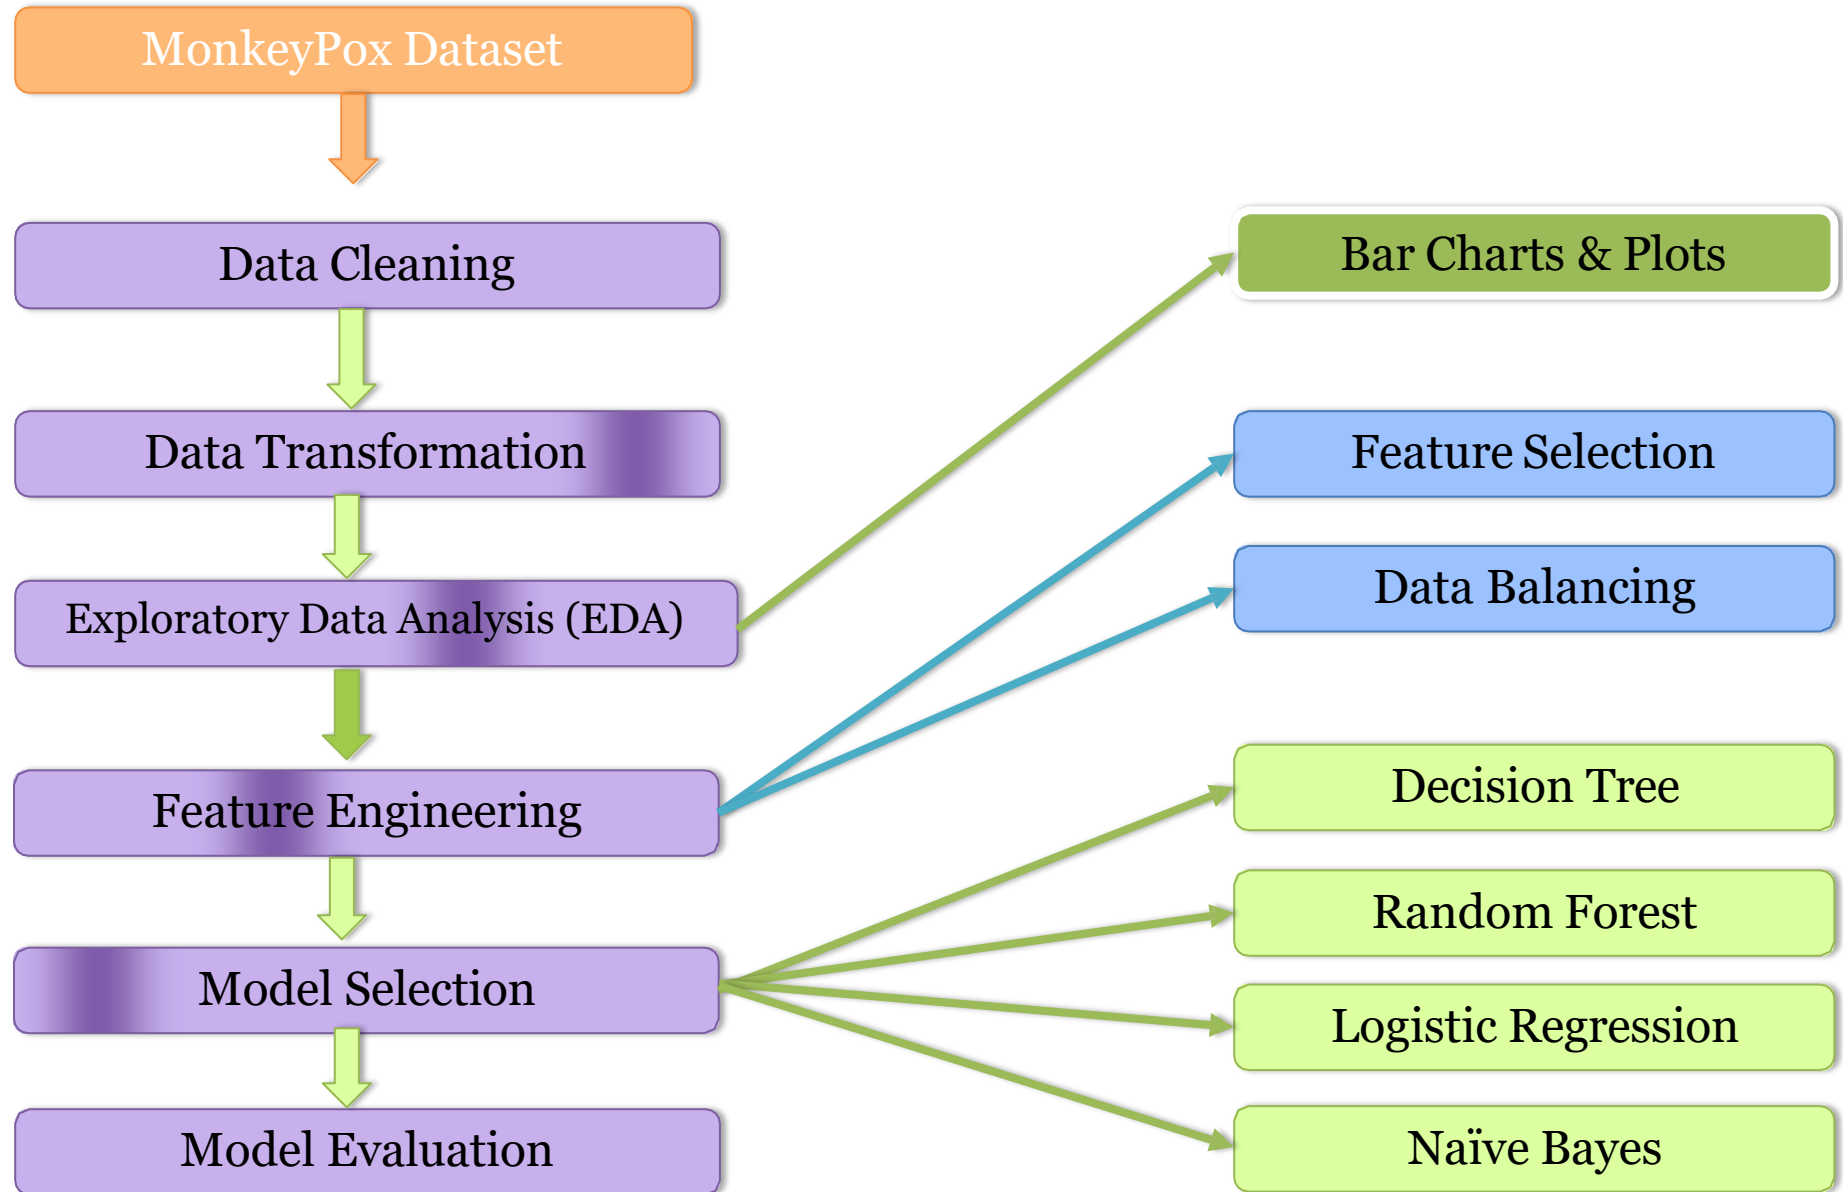 MonkeyPox Dataset
Data Cleaning
Data Transformation
Exploratory Data Analysis (EDA)
Feature Engineering
Model Selection
Model Evaluation
Bar Charts & Plots
Feature Selection
Data Balancing
Decision Tree
Random Forest
Logistic Regression
Naïve Bayes